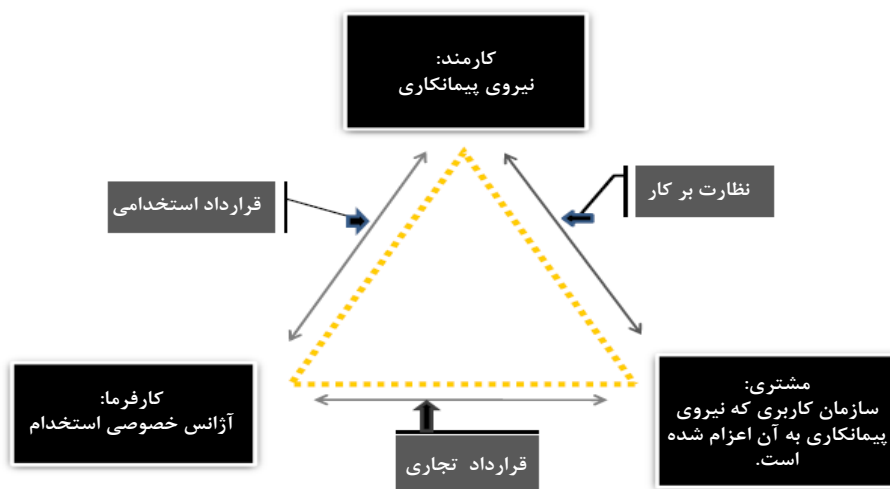 کارمند:
نیروی پیمانکاری
نظارت بر کار
قرارداد استخدامی
مشتری:
سازمان کاربری که نیروی
پیمانکاری به آن اعزام شده
است.
کارفرما:
آژانس خصوصی استخدام
قرارداد تجاری